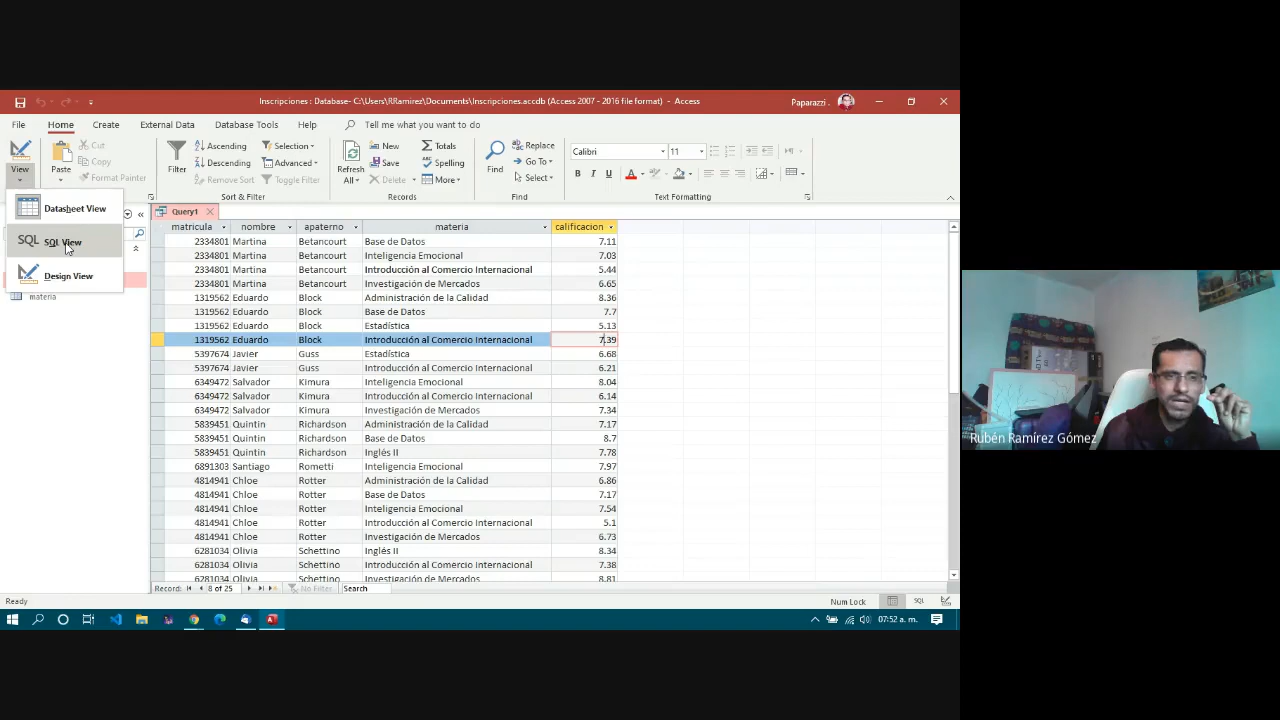 Inscripciones : Database- C:\Users\RRamirez\Documents\Inscripciones.accdb (Access 2007 - 2016 file format) - Access
Paparazzi .
File Home Create External Data Database Tools Help Tell me what you want to do
View
Paste
Cut
Copy
Format Painter
Filter
Ascending
Descending
Remove Sort
Selection
Advanced
Toggle Filter
Sort & Filter
Refresh All
New
Save
Delete
Totals
Spelling
More
Records
Find
Replace
Go To
Select
Find
Calibri 11
B I U
Text Formatting
Datasheet View
SQL SQL View
Design View
materia
Query1
matricula nombre apaterno materia calificacion
2334801 Martina Betancourt Base de Datos 7.11
2334801 Martina Betancourt Inteligencia Emocional 7.03
2334801 Martina Betancourt Introducción al Comercio Internacional 5.44
2334801 Martina Betancourt Investigación de Mercados 6.65
1319562 Eduardo Block Administración de la Calidad 8.36
1319562 Eduardo Block Base de Datos 7.7
1319562 Eduardo Block Estadística 5.13
1319562 Eduardo Block Introducción al Comercio Internacional 7.39
5397674 Javier Guss Estadística 6.68
5397674 Javier Guss Introducción al Comercio Internacional 6.21
6349472 Salvador Kimura Inteligencia Emocional 8.04
6349472 Salvador Kimura Introducción al Comercio Internacional 6.14
6349472 Salvador Kimura Investigación de Mercados 7.34
5839451 Quintin Richardson Administración de la Calidad 7.17
5839451 Quintin Richardson Base de Datos 8.7
5839451 Quintin Richardson Inglés II 7.78
6891303 Santiago Rometti Inteligencia Emocional 7.97
4814941 Chloe Rotter Administración de la Calidad 6.86
4814941 Chloe Rotter Base de Datos 7.17
4814941 Chloe Rotter Inteligencia Emocional 7.54
4814941 Chloe Rotter Introducción al Comercio Internacional 5.1
4814941 Chloe Rotter Investigación de Mercados 6.73
6281034 Olivia Schettino Inglés II 8.34
6281034 Olivia Schettino Introducción al Comercio Internacional 7.38
6281034 Olivia Schettino Investigación de Mercados 8.81
Record: 8 of 25 No Filter Search
Ready
Num Lock SQL
07:52 a. m.
Rubén Ramírez Gómez